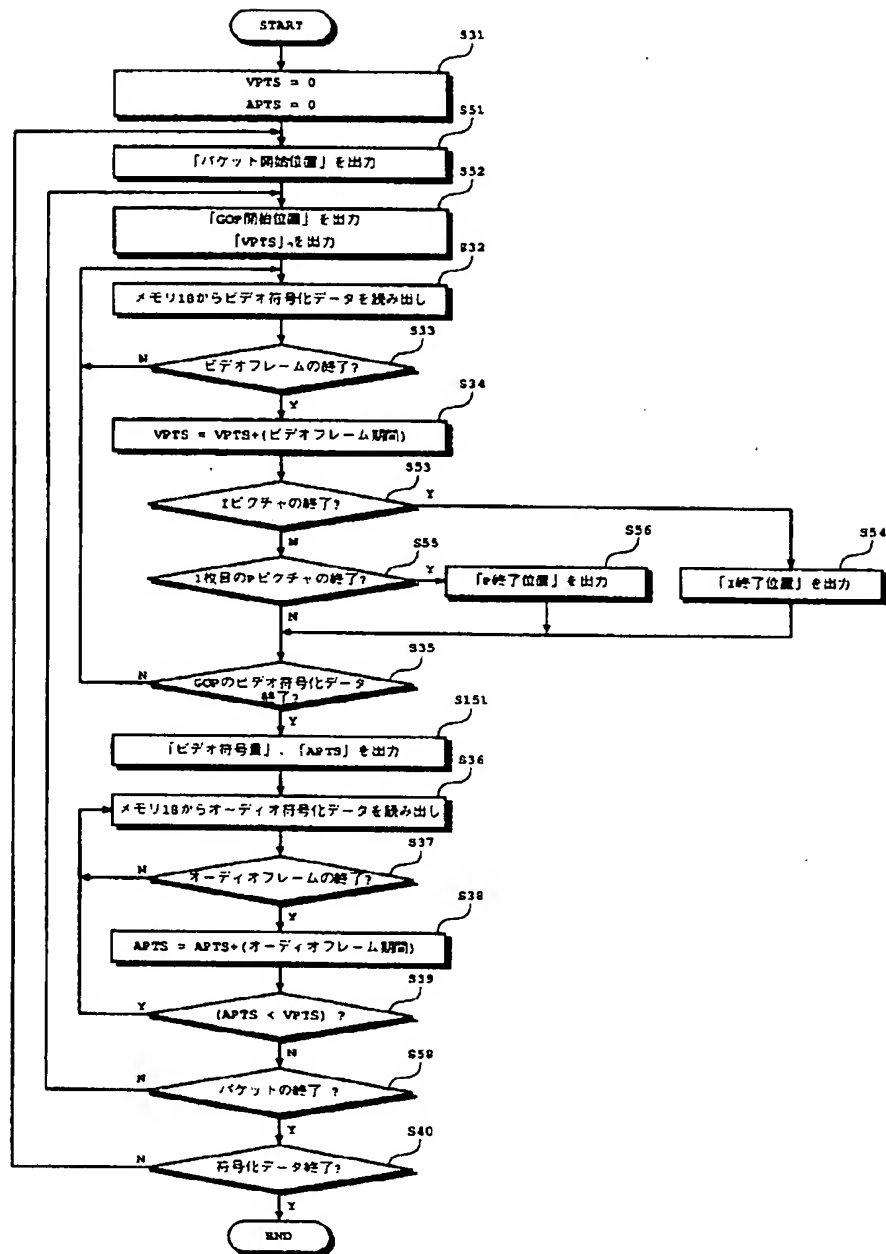 START
S31
VPTS = 0
APTS = 0
S51
「パケット開始位置」を出力
S52
「GOP開始位置」を出力
「VPTS」を出力
S32
メモリ18からビデオ符号化データを読み出し
S33
ビデオフレームの終了?
N
Y
S34
VPTS = VPTS+(ビデオフレーム期間)
S53
Iピクチャの終了?
Y
N
S55
1枚目のPピクチャの終了?
Y
N
S56
「P終了位置」を出力
S54
「I終了位置」を出力
S35
GOPのビデオ符号化データ
終了?
N
Y
S151
「ビデオ符号量」、「APTS」を出力
S36
メモリ18からオーディオ符号化データを読み出し
S37
オーディオフレームの終了?
N
Y
S38
APTS = APTS+(オーディオフレーム期間)
S39
(APTS < VPTS) ?
Y
N
S58
パケットの終了 ?
N
Y
S40
符号化データ終了?
N
Y
END